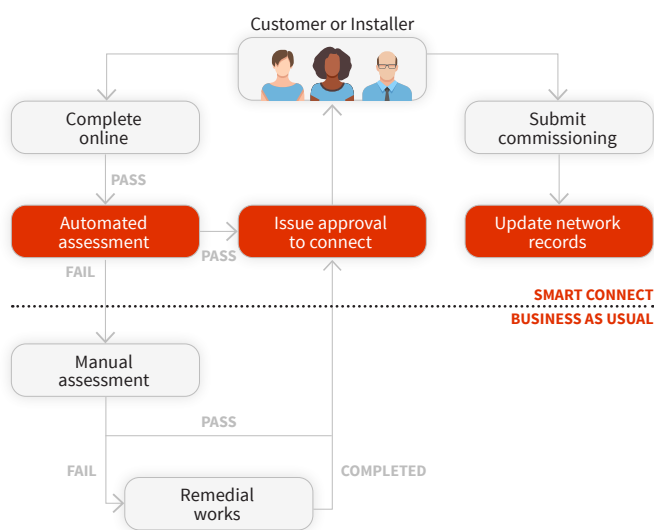 Customer or Installer
Complete
online
Submit
commissioning
PASS
Automated
assessment
PASS
Issue approval
to connect
Update network
records
FAIL
SMART CONNECT
BUSINESS AS USUAL
Manual
assessment
PASS
FAIL
COMPLETED
Remedial
works